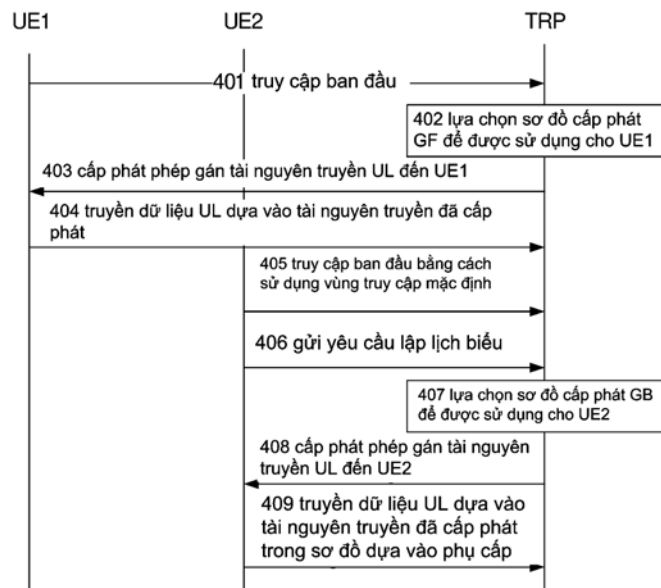 UE1 UE2 TRP
401 truy cập ban đầu
402 lựa chọn sơ đồ cấp phát
GF để được sử dụng cho UE1
403 cấp phát phép gán tài nguyên truyền UL đến UE1
404 truyền dữ liệu UL dựa vào tài nguyên truyền đã cấp
phát
405 truy cập ban đầu bằng cách
sử dụng vùng truy cập mặc định
406 gửi yêu cầu lập lịch biểu
407 lựa chọn sơ đồ cấp phát GB
để được sử dụng cho UE2
408 cấp phát phép gán tài nguyên
truyền UL đến UE2
409 truyền dữ liệu UL dựa vào
tài nguyên truyền đã cấp phát
trong sơ đồ dựa vào phụ cấp